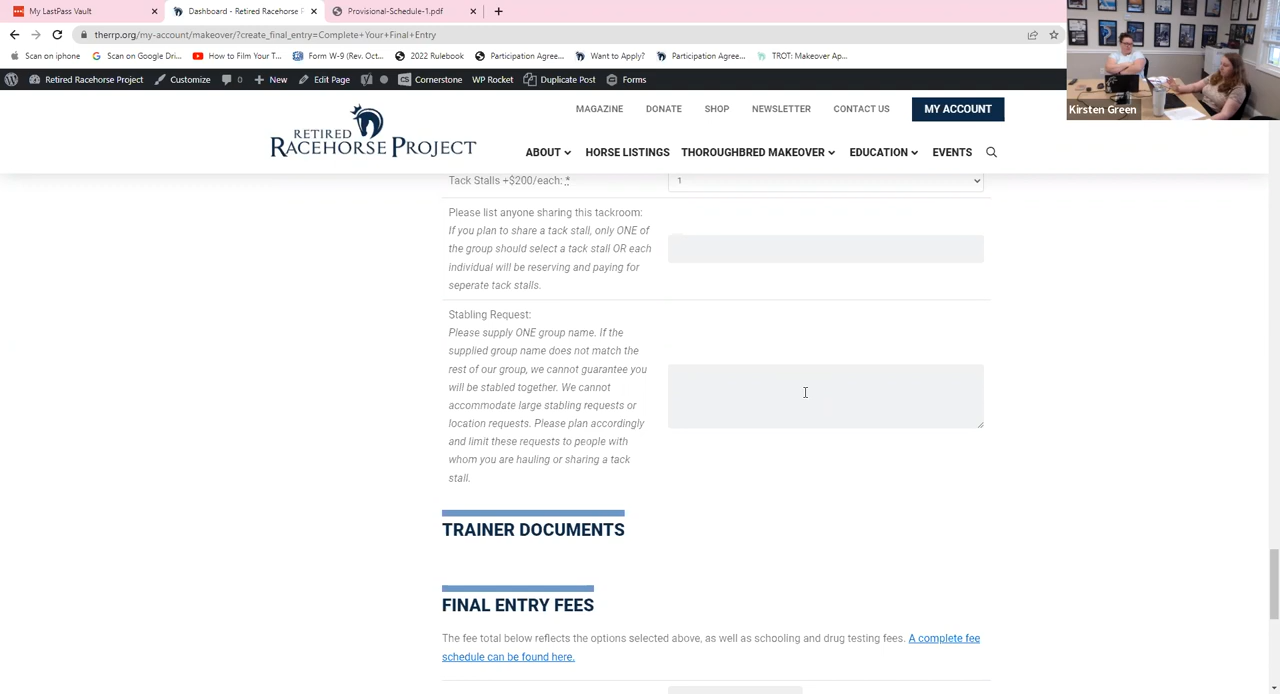 My LastPass Vault
Dashboard - Retired Racehorse P
Provisional-Schedule-1.pdf
therrp.org/my-account/makeover/?create_final_entry=Complete+Your+Final+Entry
Scan on iphone
Scan on Google Dri...
How to Film Your T...
Form W-9 (Rev. Oct...
2022 Rulebook
Participation Agree...
Want to Apply?
Participation Agree...
TROT: Makeover Ap...
Retired Racehorse Project
Customize
0
New
Edit Page
Cornerstone
WP Rocket
Duplicate Post
Forms
Kirsten Green
RETIRED
RACEHORSE PROJECT
MAGAZINE
DONATE
SHOP
NEWSLETTER
CONTACT US
MY ACCOUNT
ABOUT
HORSE LISTINGS
THOROUGHBRED MAKEOVER
EDUCATION
EVENTS
Tack Stalls +$200/each: *
1
Please list anyone sharing this tackroom:
If you plan to share a tack stall, only ONE of
the group should select a tack stall OR each
individual will be reserving and paying for
seperate tack stalls.
Stabling Request:
Please supply ONE group name. If the
supplied group name does not match the
rest of our group, we cannot guarantee you
will be stabled together. We cannot
accommodate large stabling requests or
location requests. Please plan accordingly
and limit these requests to people with
whom you are hauling or sharing a tack
stall.
TRAINER DOCUMENTS
FINAL ENTRY FEES
The fee total below reflects the options selected above, as well as schooling and drug testing fees. A complete fee
schedule can be found here.